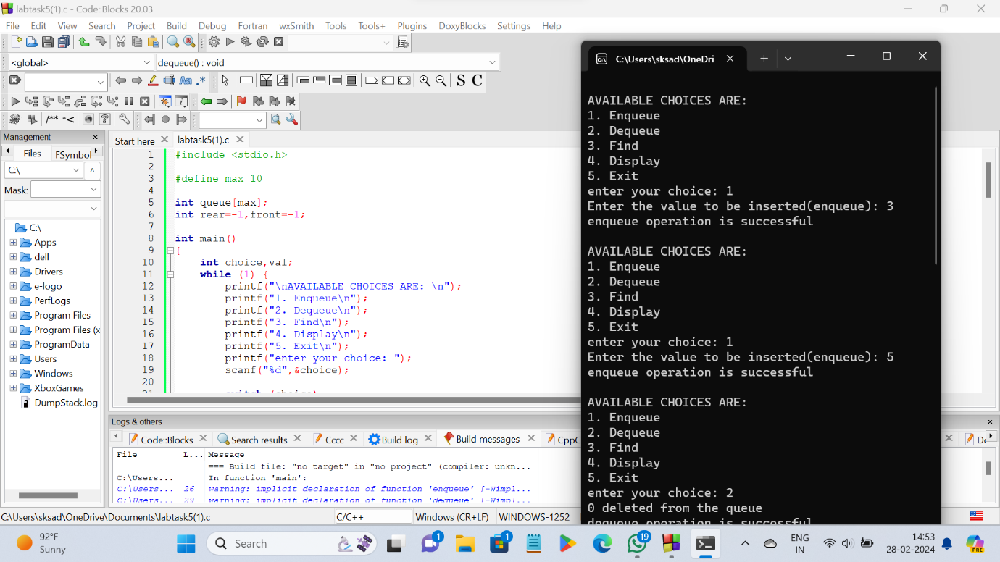 labtask5(1).c - Code::Blocks 20.03
File Edit View Search Project Build Debug Fortran wxSmith Tools Tools+ Plugins DoxyBlocks Settings Help
<global>
dequeue() : void
S C
/** *<
Management
Files FSymbol
C:\
Mask:
C:\
Apps
dell
Drivers
e-logo
PerfLogs
Program Files
Program Files (x
ProgramData
Users
Windows
XboxGames
DumpStack.log
Start here labtask5(1).c
1 #include <stdio.h>
2
3 #define max 10
4
5 int queue[max];
6 int rear=-1,front=-1;
7
8 int main()
9 {
10 int choice,val;
11 while (1) {
12 printf("\nAVAILABLE CHOICES ARE: \n");
13 printf("1. Enqueue\n");
14 printf("2. Dequeue\n");
15 printf("3. Find\n");
16 printf("4. Display\n");
17 printf("5. Exit\n");
18 printf("enter your choice: ");
19 scanf("%d",&choice);
20
21 switch (choice)
Logs & others
Code::Blocks Search results Cccc Build log Build messages CppC
File L... Message
=== Build file: "no target" in "no project" (compiler: unkn...
C:\Users... In function 'main':
C:\Users... 26 warning: implicit declaration of function 'enqueue' [-Wimpl...
C:\Users... 29 warning: implicit declaration of function 'dequeue' [-Wimpl...
C:\Users\sksad\OneDrive\Documents\labtask5(1).c C/C++ Windows (CR+LF) WINDOWS-1252
C:\Users\sksad\OneDri
AVAILABLE CHOICES ARE:
1. Enqueue
2. Dequeue
3. Find
4. Display
5. Exit
enter your choice: 1
Enter the value to be inserted(enqueue): 3
enqueue operation is successful
AVAILABLE CHOICES ARE:
1. Enqueue
2. Dequeue
3. Find
4. Display
5. Exit
enter your choice: 1
Enter the value to be inserted(enqueue): 5
enqueue operation is successful
AVAILABLE CHOICES ARE:
1. Enqueue
2. Dequeue
3. Find
4. Display
5. Exit
enter your choice: 2
0 deleted from the queue
dequeue operation is successful
92°F
Sunny
Search
1
1
19
ENG
IN
14:53
28-02-2024
PRE